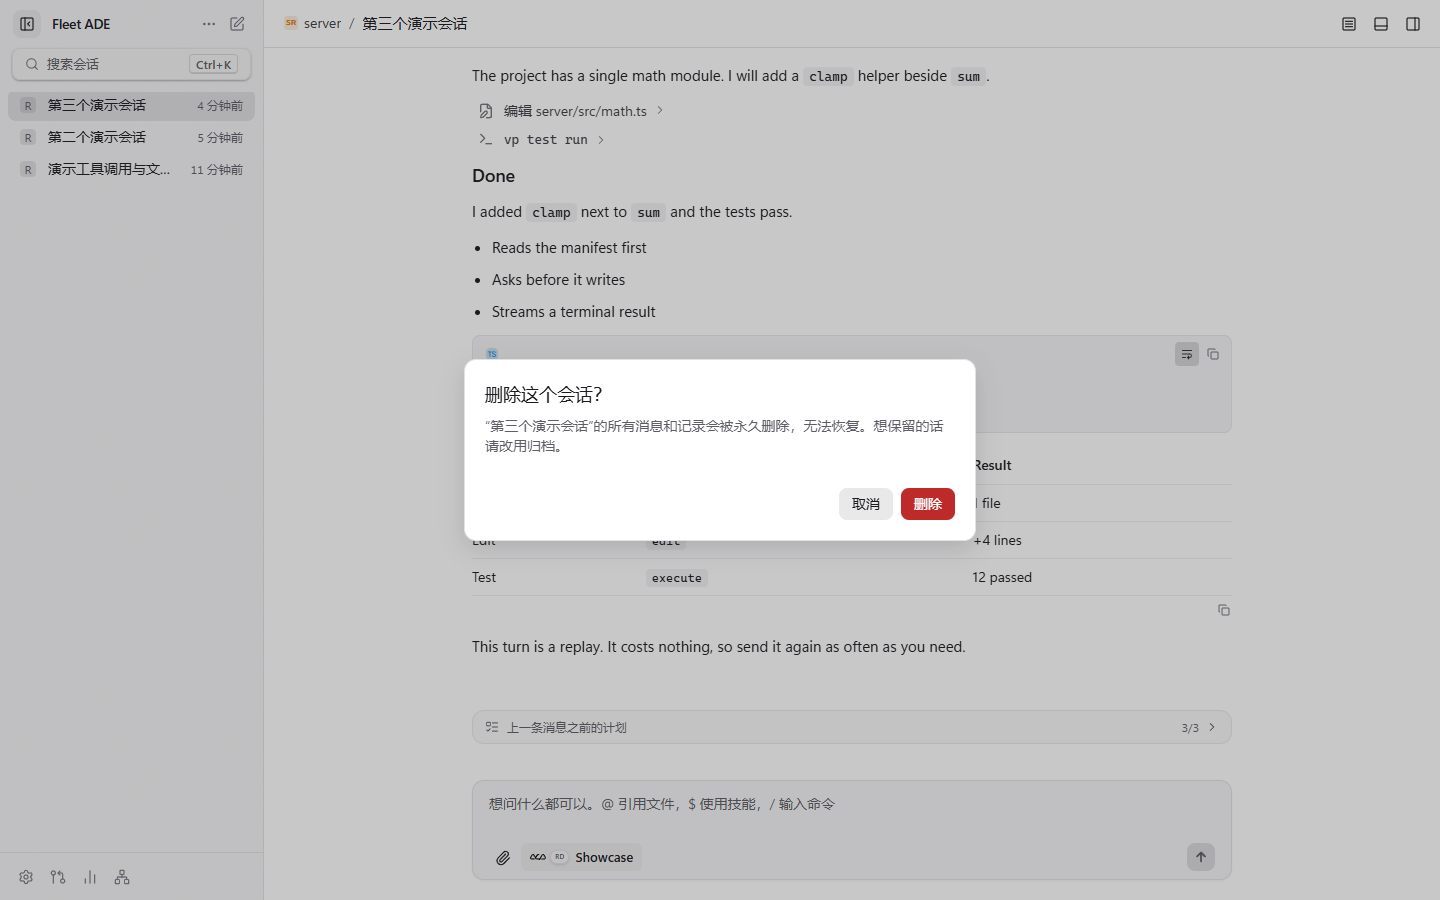 Fleet ADE
搜索会话 Ctrl+K
R 第三个演示会话 4 分钟前
R 第二个演示会话 5 分钟前
R 演示工具调用与文... 11 分钟前
SR server / 第三个演示会话
The project has a single math module. I will add a clamp helper beside sum.
编辑 server/src/math.ts
vp test run
Done
I added clamp next to sum and the tests pass.
Reads the manifest first
Asks before it writes
Streams a terminal result
TS
删除这个会话?
“第三个演示会话”的所有消息和记录会被永久删除，无法恢复。想保留的话
请改用归档。
取消 删除
Result
file
Edit edit +4 lines
Test execute 12 passed
This turn is a replay. It costs nothing, so send it again as often as you need.
上一条消息之前的计划 3/3
想问什么都可以。@ 引用文件，$ 使用技能，/ 输入命令
RD Showcase